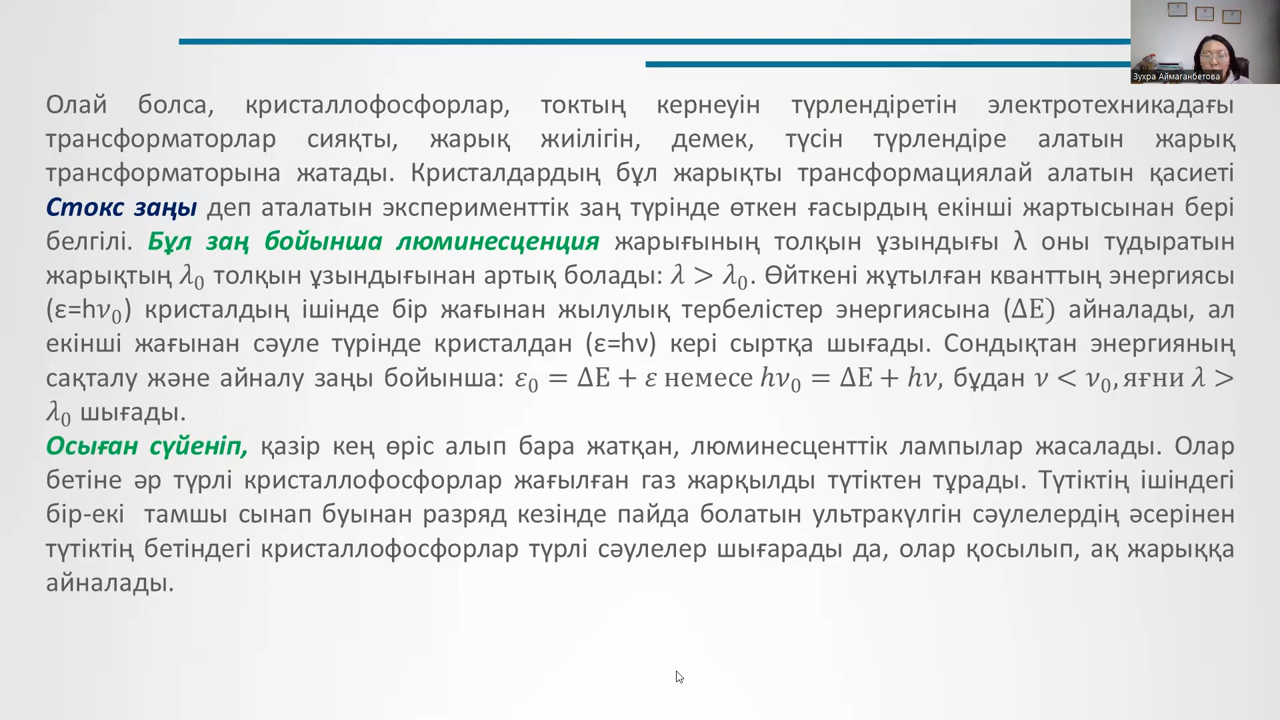 Зухра Аймаганбетова
Олай болса, кристаллофосфорлар, токтың кернеуін түрлендіретін электротехникадағы
трансформаторлар сияқты, жарық жиілігін, демек, түсін түрлендіре алатын жарық
трансформаторына жатады. Кристалдардың бұл жарықты трансформациялай алатын қасиеті
Стокс заңы деп аталатын эксперименттік заң түрінде өткен ғасырдың екінші жартысынан бері
белгілі. Бұл заң бойынша люминесценция жарығының толқын ұзындығы λ оны тудыратын
жарықтың λ₀ толқын ұзындығынан артық болады: λ > λ₀. Өйткені жұтылған кванттың энергиясы
(ε=hν₀) кристалдың ішінде бір жағынан жылулық тербелістер энергиясына (ΔE) айналады, ал
екінші жағынан сәуле түрінде кристалдан (ε=hν) кері сыртқа шығады. Сондықтан энергияның
сақталу және айналу заңы бойынша: ε₀ = ΔE + ε немесе hν₀ = ΔE + hν, бұдан ν < ν₀, яғни λ >
λ₀ шығады.
Осыған сүйеніп, қазір кең өріс алып бара жатқан, люминесценттік лампылар жасалады. Олар
бетіне әр түрлі кристаллофосфорлар жағылған газ жарқылды түтіктен тұрады. Түтіктің ішіндегі
бір-екі тамшы сынап буынан разряд кезінде пайда болатын ультракүлгін сәулелердің әсерінен
түтіктің бетіндегі кристаллофосфорлар түрлі сәулелер шығарады да, олар қосылып, ақ жарыққа
айналады.